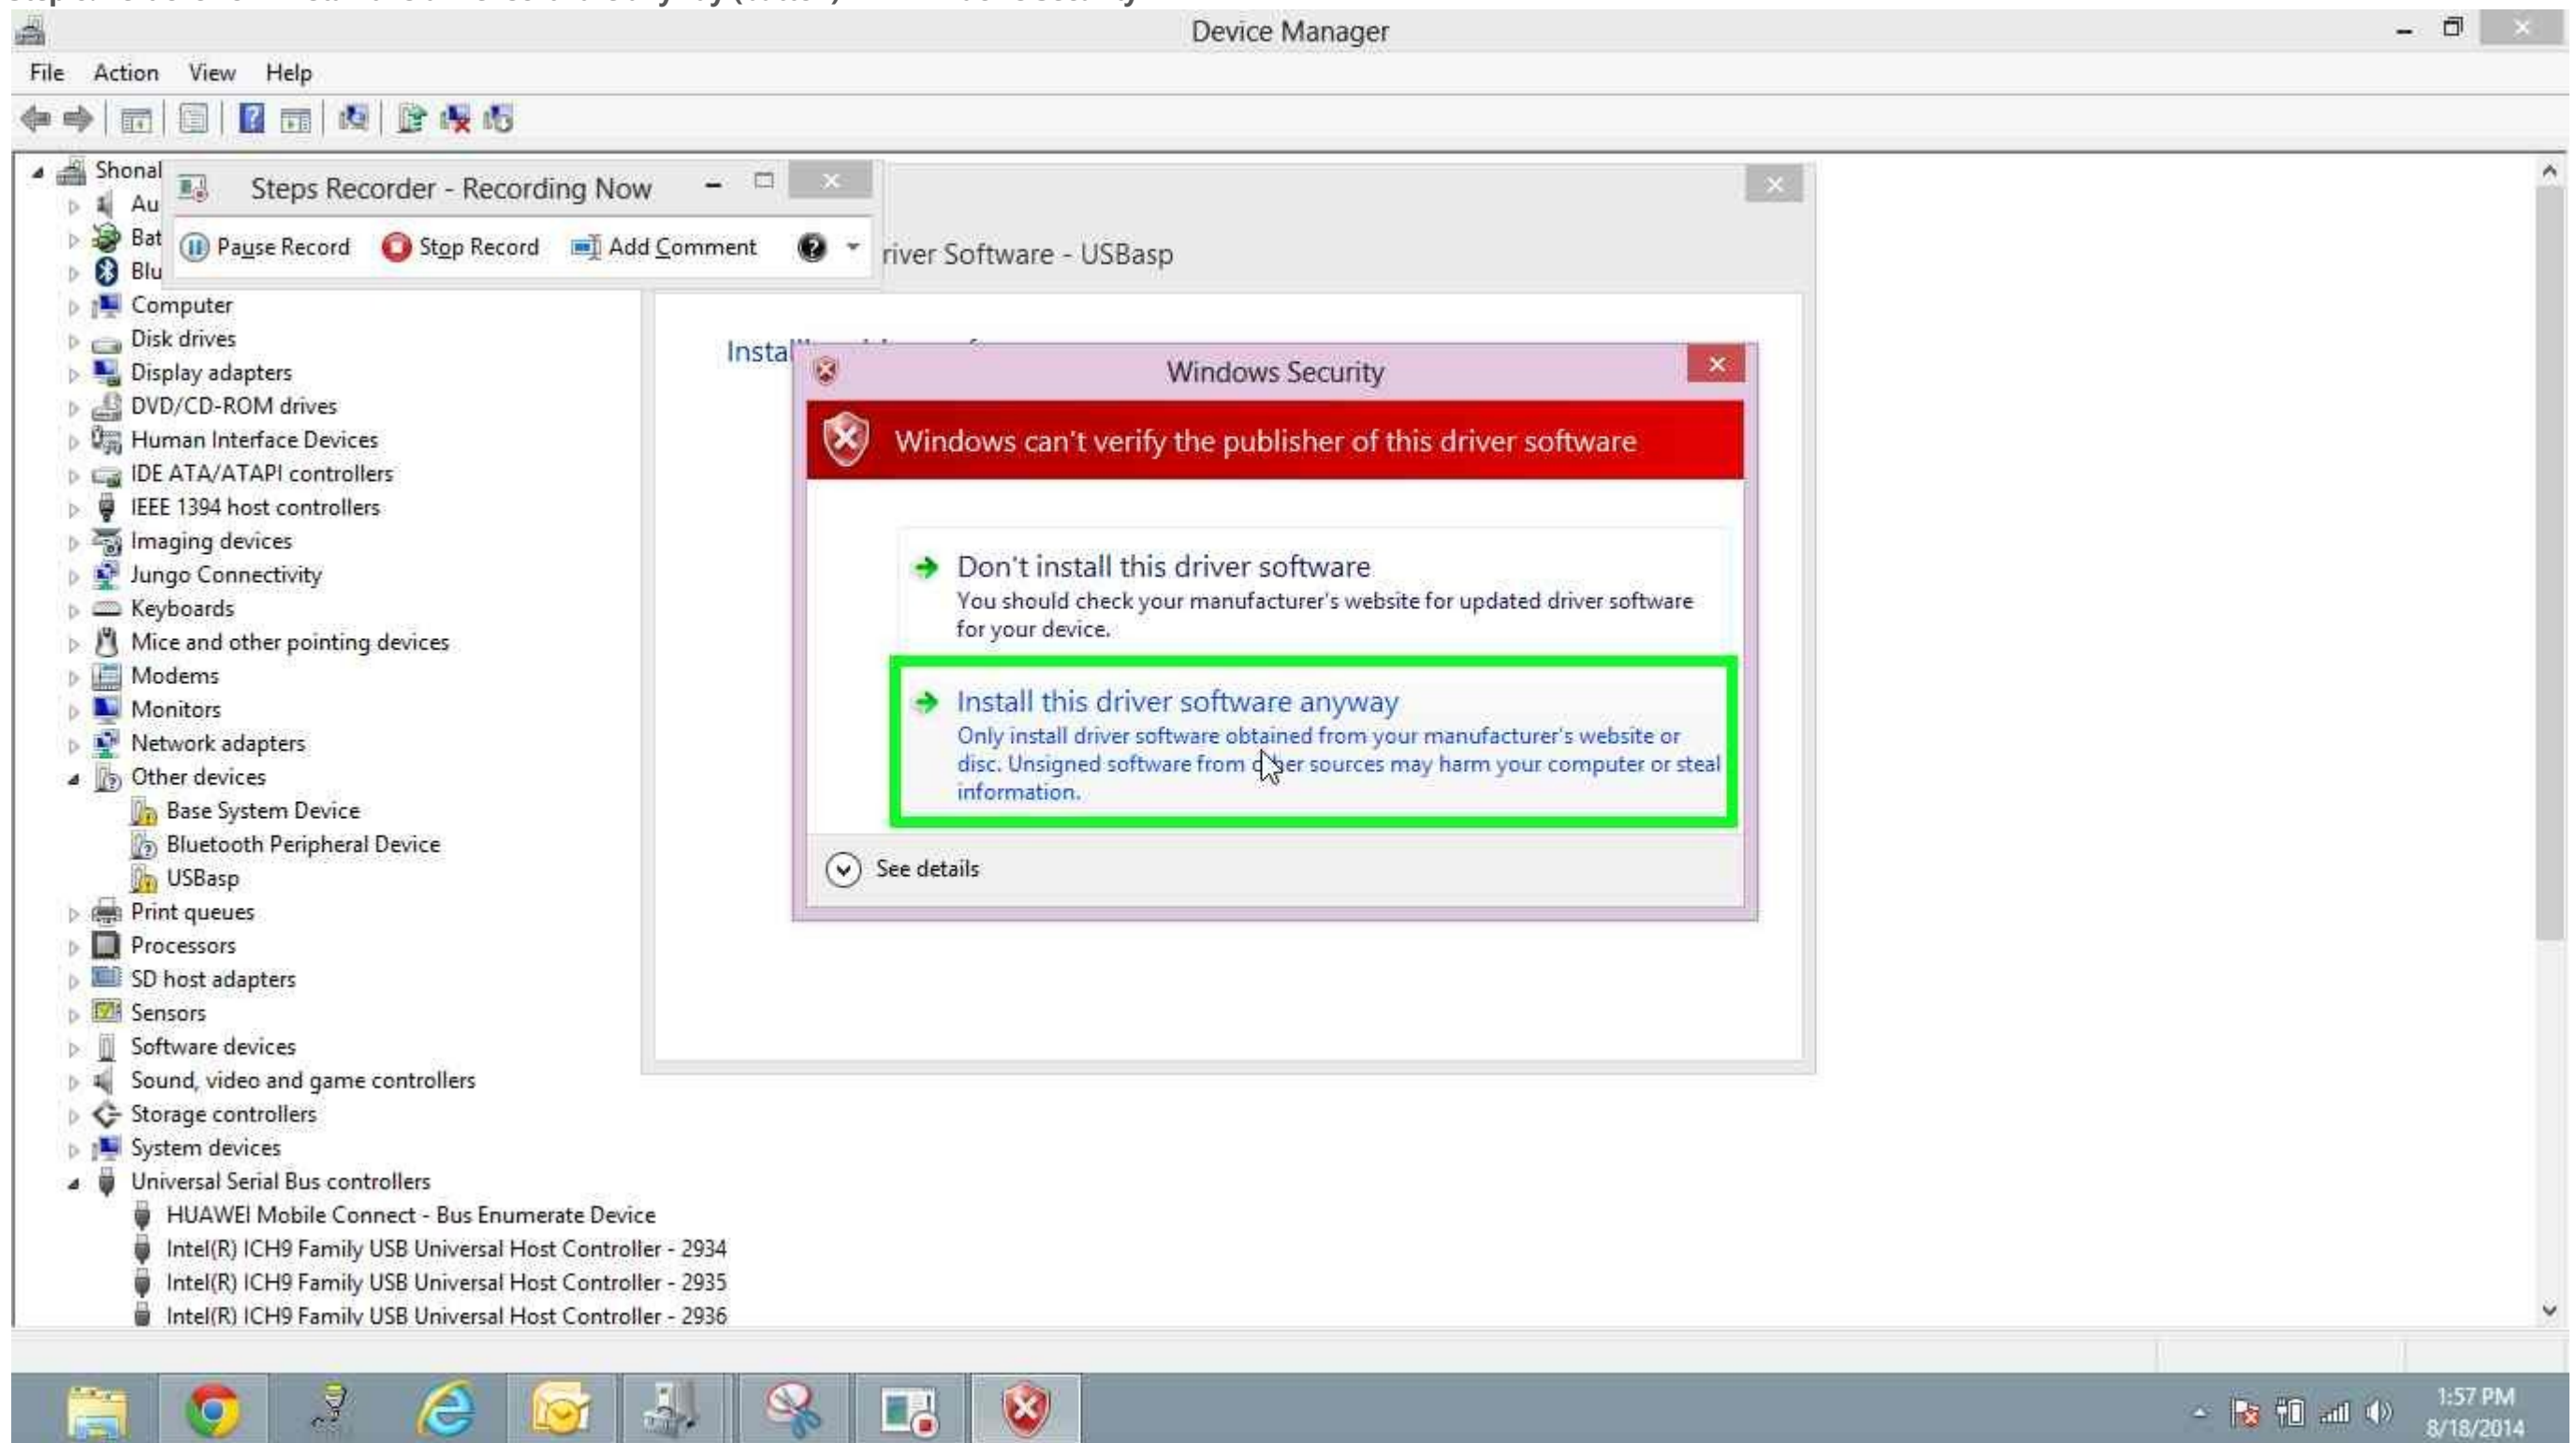 Device Manager
File Action View Help
Shonal
Steps Recorder - Recording Now
Au
Bat
Pause Record Stop Record Add Comment
Blu
river Software - USBasp
Computer
Disk drives
Display adapters
DVD/CD-ROM drives
Human Interface Devices
IDE ATA/ATAPI controllers
IEEE 1394 host controllers
Imaging devices
Jungo Connectivity
Keyboards
Mice and other pointing devices
Modems
Monitors
Network adapters
Other devices
Base System Device
Bluetooth Peripheral Device
USBasp
Print queues
Processors
SD host adapters
Sensors
Software devices
Sound, video and game controllers
Storage controllers
System devices
Universal Serial Bus controllers
HUAWEI Mobile Connect - Bus Enumerate Device
Intel(R) ICH9 Family USB Universal Host Controller - 2934
Intel(R) ICH9 Family USB Universal Host Controller - 2935
Intel(R) ICH9 Family USB Universal Host Controller - 2936
Insta
Windows Security
Windows can't verify the publisher of this driver software
Don't install this driver software
You should check your manufacturer's website for updated driver software
for your device.
Install this driver software anyway
Only install driver software obtained from your manufacturer's website or
disc. Unsigned software from other sources may harm your computer or steal
information.
See details
1:57 PM
8/18/2014